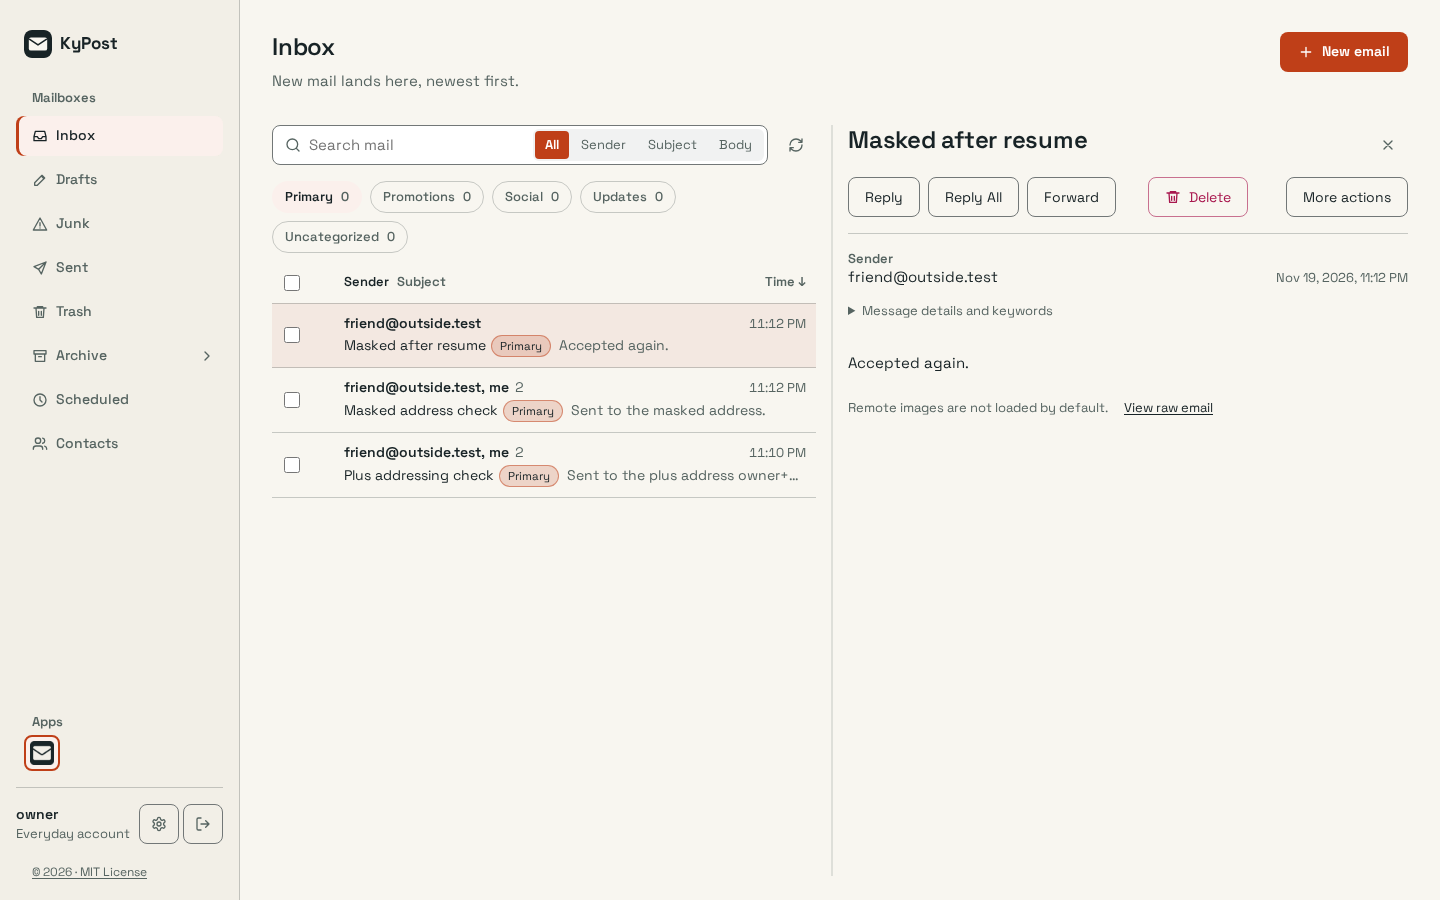 KyPost
Mailboxes
Inbox
Drafts
Junk
Sent
Trash
Archive
Scheduled
Contacts
Apps
owner
Everyday account
© 2026 · MIT License
Inbox
New mail lands here, newest first.
New email
Search mail
All Sender Subject Body
Primary 0 Promotions 0 Social 0 Updates 0
Uncategorized 0
Sender Subject Time ↓
friend@outside.test 11:12 PM
Masked after resume Primary Accepted again.
friend@outside.test, me 2 11:12 PM
Masked address check Primary Sent to the masked address.
friend@outside.test, me 2 11:10 PM
Plus addressing check Primary Sent to the plus address owner+...
Masked after resume
Reply Reply All Forward Delete More actions
Sender
friend@outside.test Nov 19, 2026, 11:12 PM
Message details and keywords
Accepted again.
Remote images are not loaded by default. View raw email